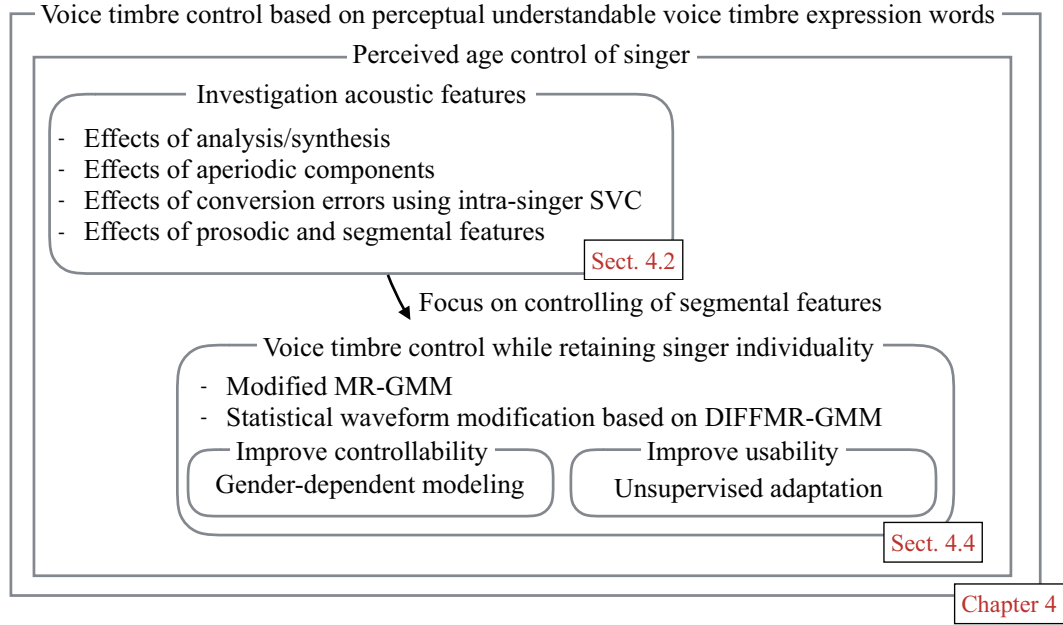 Voice timbre control based on perceptual understandable voice timbre expression words
Perceived age control of singer
Investigation acoustic features
- Effects of analysis/synthesis
- Effects of aperiodic components
- Effects of conversion errors using intra-singer SVC
- Effects of prosodic and segmental features
Sect. 4.2
Focus on controlling of segmental features
Voice timbre control while retaining singer individuality
- Modified MR-GMM
- Statistical waveform modification based on DIFFMR-GMM
Improve controllability
Gender-dependent modeling
Improve usability
Unsupervised adaptation
Sect. 4.4
Chapter 4